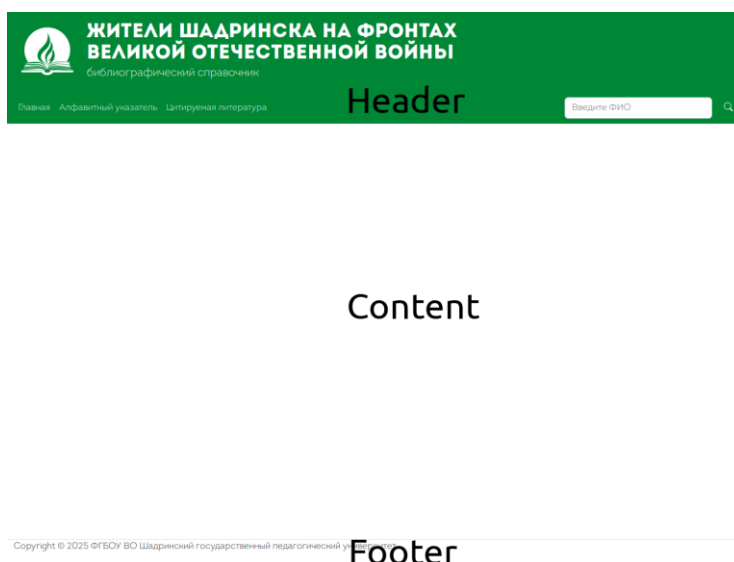 ЖИТЕЛИ ШАДРИНСКА НА ФРОНТАХ
ВЕЛИКОЙ ОТЕЧЕСТВЕННОЙ ВОЙНЫ
библиографический справочник
Header
Главная Алфавитный указатель Цитируемая литература
Введите ФИО
Content
Copyright © 2025 ФГБОУ ВО Шадринский государственный педагогический университет
Footer